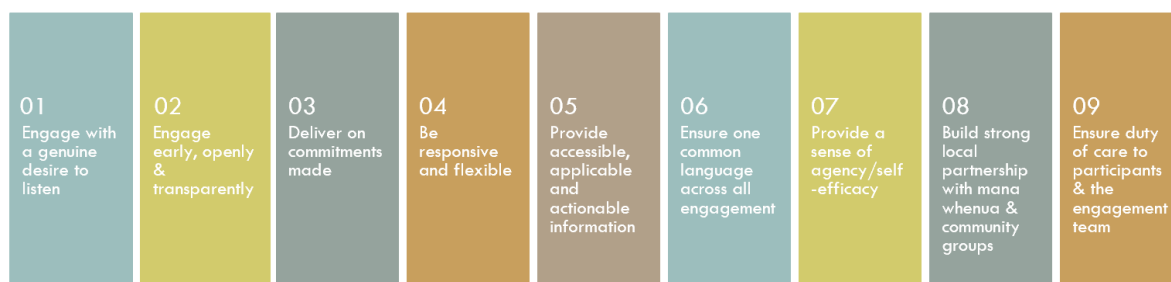 01
Engage with
a genuine
desire to
listen
02
Engage
early, openly
&
transparently
03
Deliver on
commitments
made
04
Be
responsive
and flexible
05
Provide
accessible,
applicable
and
actionable
information
06
Ensure one
common
language
across all
engagement
07
Provide a
sense of
agency/self
-efficacy
08
Build strong
local
partnership
with mana
whenua &
community
groups
09
Ensure duty
of care to
participants
& the
engagement
team